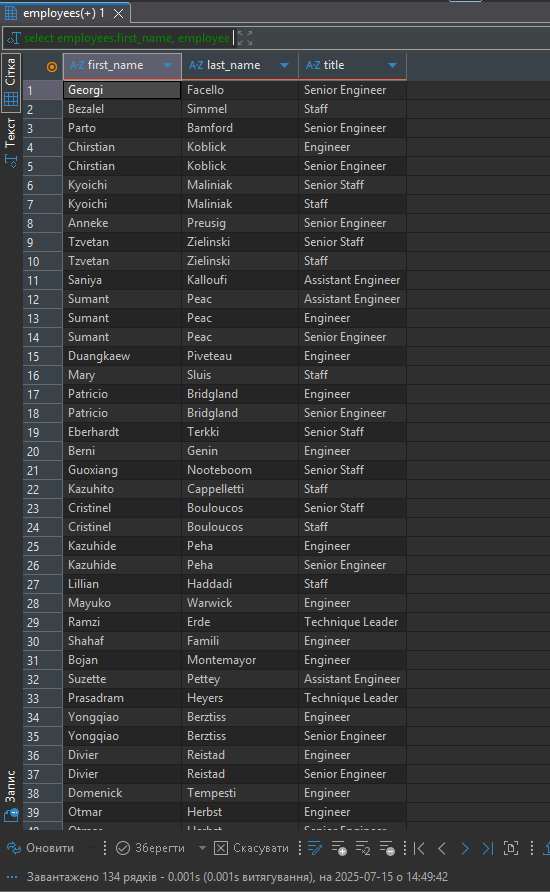 employees(+) 1
select employees.first_name, employee
Сітка
Текст
Запис
A-Z first_name A-Z last_name A-Z title
1 Georgi Facello Senior Engineer
2 Bezalel Simmel Staff
3 Parto Bamford Senior Engineer
4 Chirstian Koblick Engineer
5 Chirstian Koblick Senior Engineer
6 Kyoichi Maliniak Senior Staff
7 Kyoichi Maliniak Staff
8 Anneke Preusig Senior Engineer
9 Tzvetan Zielinski Senior Staff
10 Tzvetan Zielinski Staff
11 Saniya Kalloufi Assistant Engineer
12 Sumant Peac Assistant Engineer
13 Sumant Peac Engineer
14 Sumant Peac Senior Engineer
15 Duangkaew Piveteau Engineer
16 Mary Sluis Staff
17 Patricio Bridgland Engineer
18 Patricio Bridgland Senior Engineer
19 Eberhardt Terkki Senior Staff
20 Berni Genin Engineer
21 Guoxiang Nooteboom Senior Staff
22 Kazuhito Cappelletti Staff
23 Cristinel Bouloucos Senior Staff
24 Cristinel Bouloucos Staff
25 Kazuhide Peha Engineer
26 Kazuhide Peha Senior Engineer
27 Lillian Haddadi Staff
28 Mayuko Warwick Engineer
29 Ramzi Erde Technique Leader
30 Shahaf Famili Engineer
31 Bojan Montemayor Engineer
32 Suzette Pettey Assistant Engineer
33 Prasadram Heyers Technique Leader
34 Yongqiao Berztiss Engineer
35 Yongqiao Berztiss Senior Engineer
36 Divier Reistad Engineer
37 Divier Reistad Senior Engineer
38 Domenick Tempesti Engineer
39 Otmar Herbst Engineer
40 Otmar Herbst Senior Engineer
Оновити Зберегти Скасувати
Завантажено 134 рядків - 0.001s (0.001s витягування), на 2025-07-15 о 14:49:42